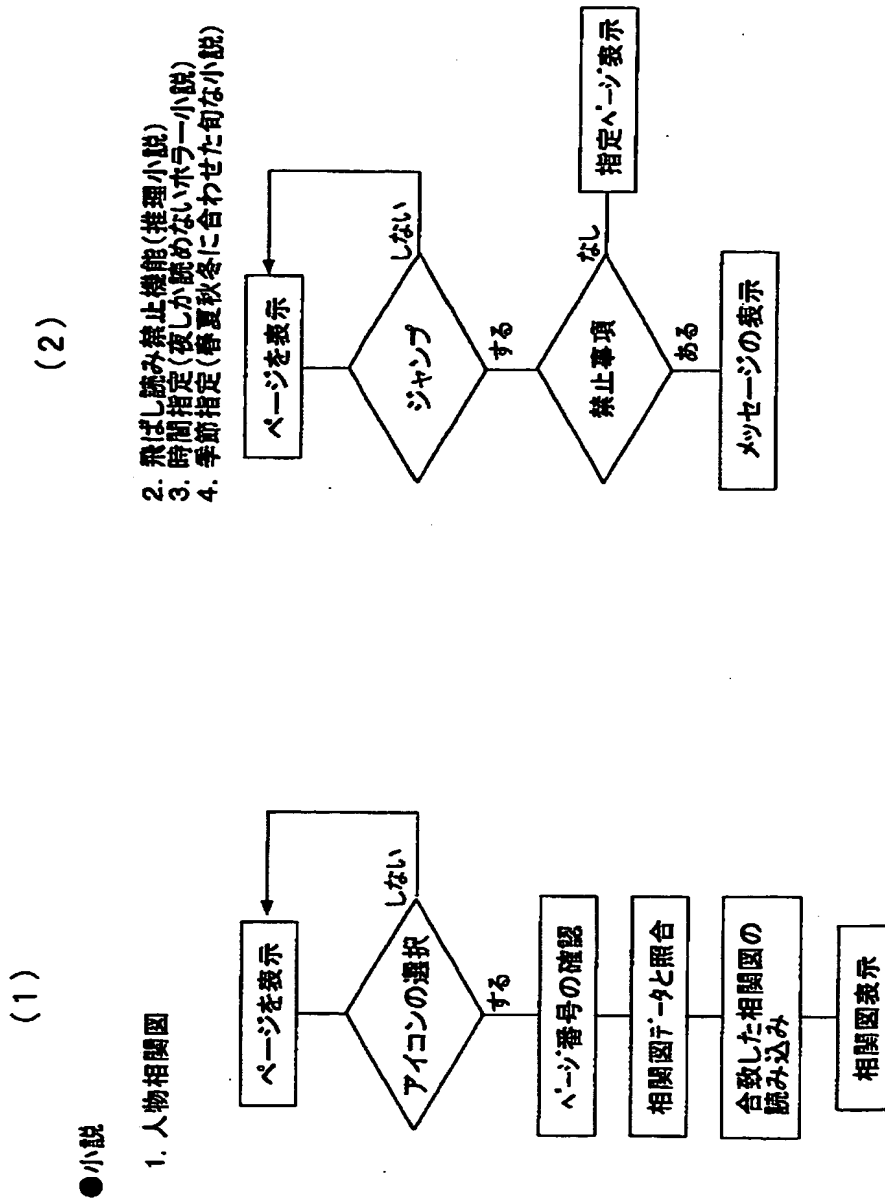 (1)
●小説
1. 人物相関図
ページを表示
アイコンの選択
しない
する
ページ番号の確認
相関図データと照合
合致した相関図の
読み込み
相関図表示
(2)
2. 飛ばし読み禁止機能(推理小説)
3. 時間指定(夜しか読めないホラー小説)
4. 季節指定(春夏秋冬に合わせた旬な小説)
ページを表示
ジャンプ
しない
する
禁止事項
なし
指定ページ表示
ある
メッセージの表示